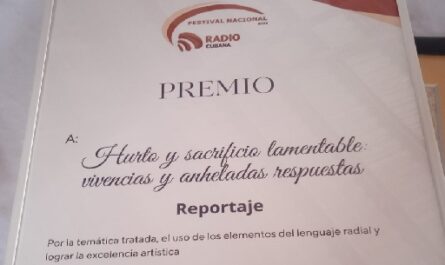 FESTIVAL NACIONAL
RADIO
CUBANA
PREMIO
A:
Hurto y sacrificio lamentable:
vivencias y anheladas respuestas
Reportaje
Por la temática tratada, el uso de los elementos del lenguaje radial y
lograr la excelencia artística